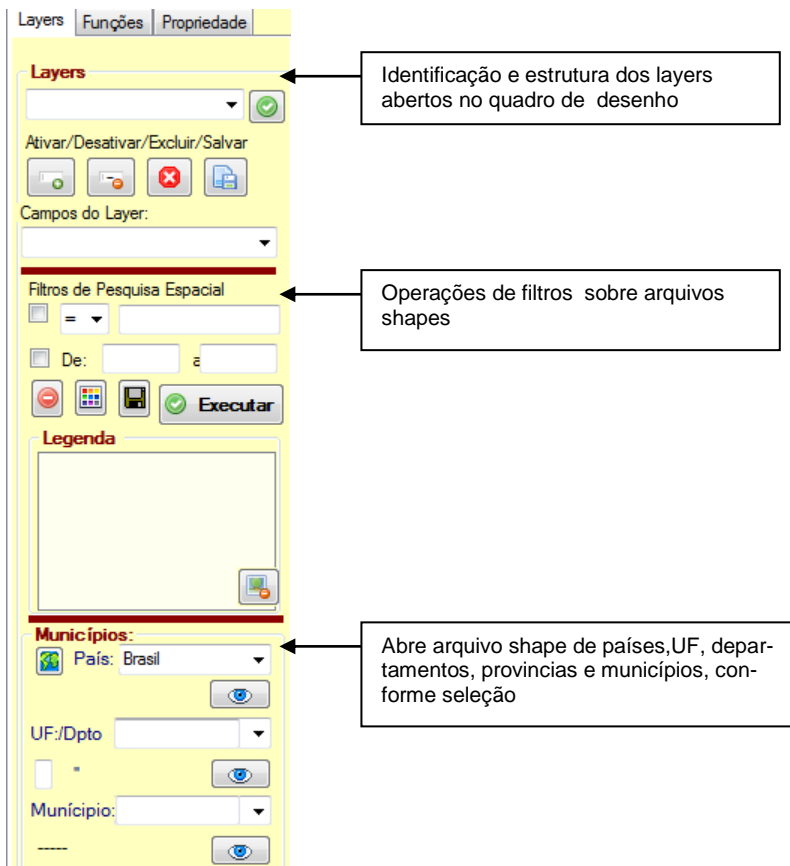 Layers Funções Propriedade
Layers
Identificação e estrutura dos layers
abertos no quadro de desenho
Ativar/Desativar/Excluir/Salvar
Campos do Layer:
Filtros de Pesquisa Espacial
Operações de filtros sobre arquivos
shapes
=
De: a
Executar
Legenda
Municípios:
País: Brasil
Abre arquivo shape de países,UF, depar-
tamentos, provincias e municípios, con-
forme seleção
UF:/Dpto
"
Munícipio:
-----